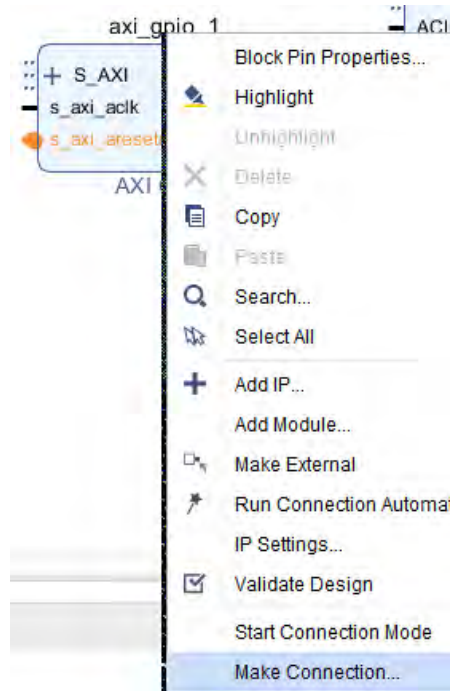 axi_gpio_1
ACL
+ S_AXI
s_axi_aclk
s_axi_areset
AXI
Block Pin Properties...
Highlight
Unhighlight
Delete
Copy
Paste
Search...
Select All
Add IP...
Add Module...
Make External
Run Connection Automat
IP Settings...
Validate Design
Start Connection Mode
Make Connection...